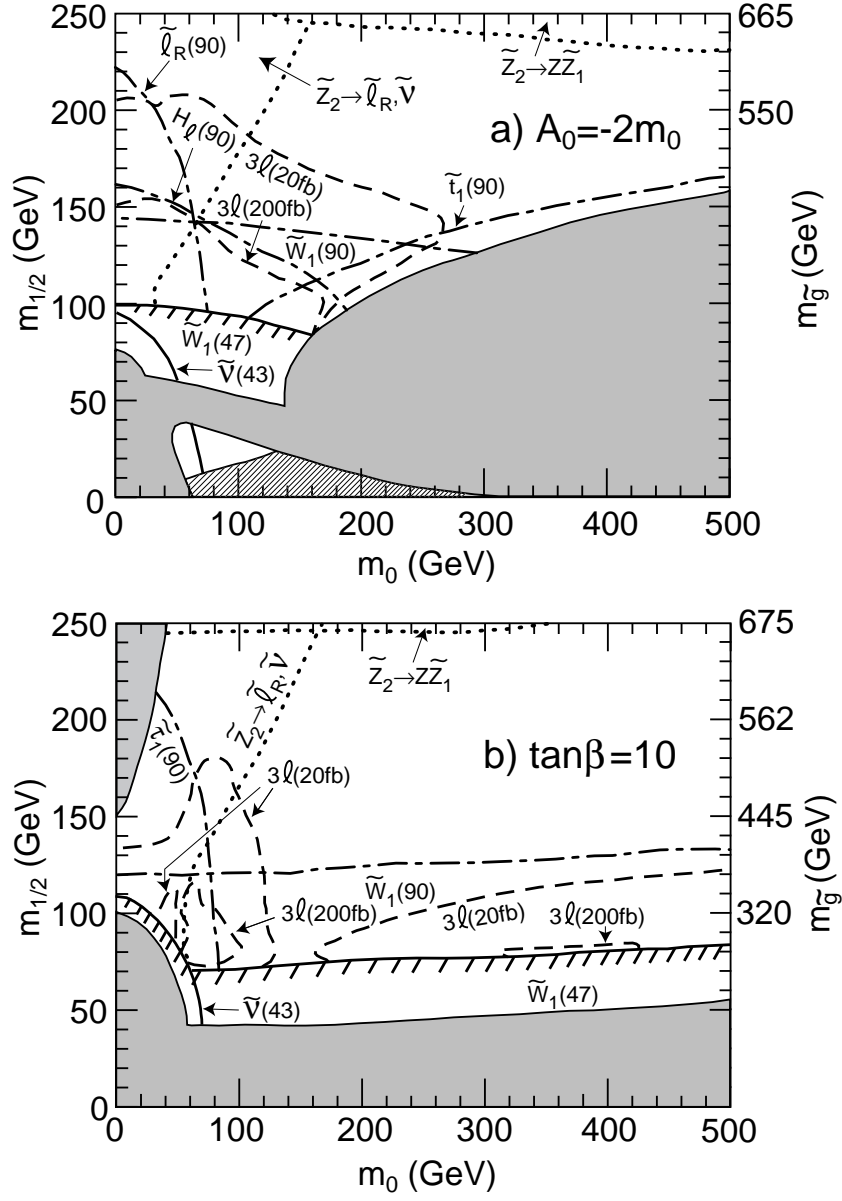 250
200
150
100
50
0
m1/2 (GeV)
665
550
mg̃ (GeV)
ℓ̃R(90)
Z̃2→ℓ̃R,ν̃
Z̃2→ZZ̃1
Hℓ(90)
3ℓ(20fb)
a) A0=-2m0
t̃1(90)
3ℓ(200fb)
W̃1(90)
W̃1(47)
ν̃(43)
0 100 200 300 400 500
m0 (GeV)
250
200
150
100
50
0
m1/2 (GeV)
675
562
445
320
mg̃ (GeV)
Z̃2→ℓ̃R,ν̃
Z̃2→ZZ̃1
τ̃1(90)
b) tanβ=10
3ℓ(20fb)
W̃1(90)
3ℓ(200fb)
3ℓ(20fb)
3ℓ(200fb)
W̃1(47)
ν̃(43)
0 100 200 300 400 500
m0 (GeV)